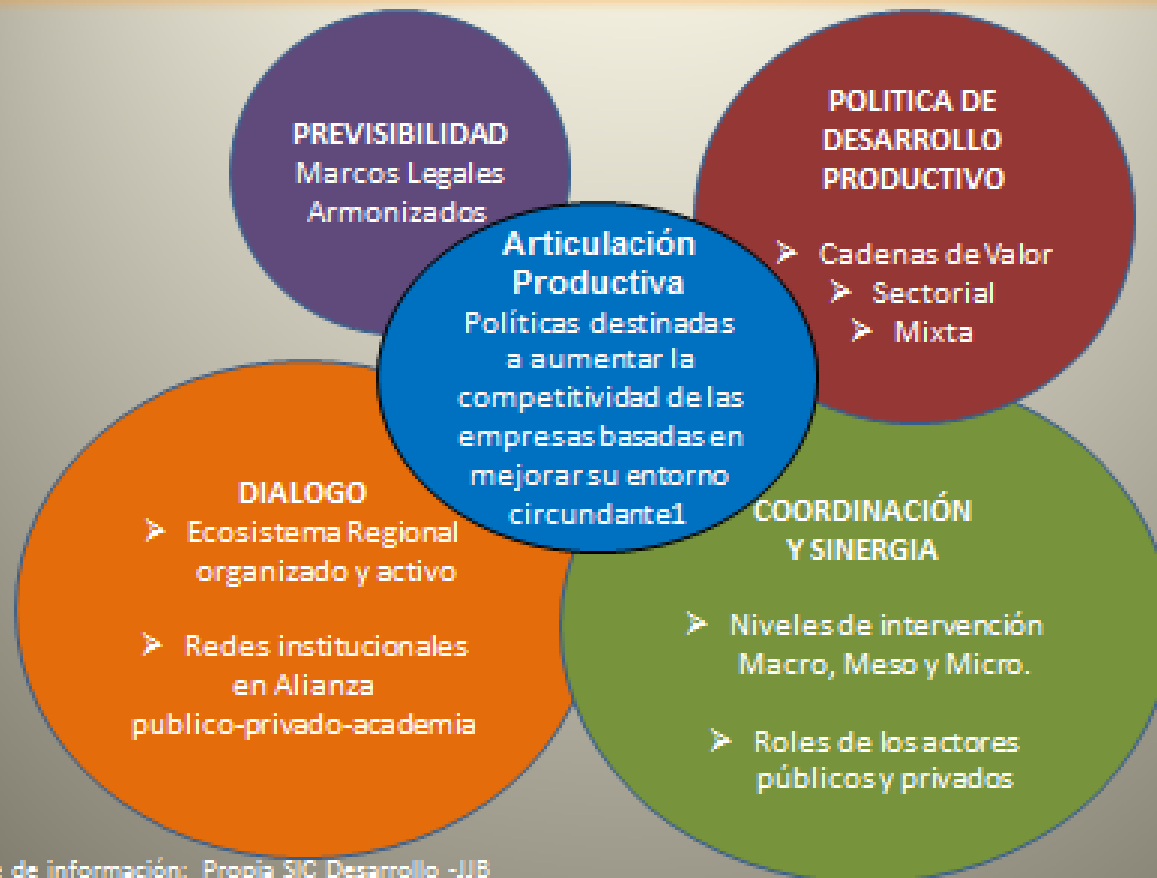 PREVISIBILIDAD
Marcos Legales
Armonizados
POLITICA DE
DESARROLLO
PRODUCTIVO
➤ Cadenas de Valor
➤ Sectorial
➤ Mixta
Articulación
Productiva
Políticas destinadas
a aumentar la
competitividad de las
empresas basadas en
mejorar su entorno
circundante1
DIALOGO
➤ Ecosistema Regional
organizado y activo
➤ Redes institucionales
en Alianza
publico-privado-academia
COORDINACIÓN
Y SINERGIA
➤ Niveles de intervención
Macro, Meso y Micro.
➤ Roles de los actores
públicos y privados
de información: Propia SIC Desarrollo -JJB